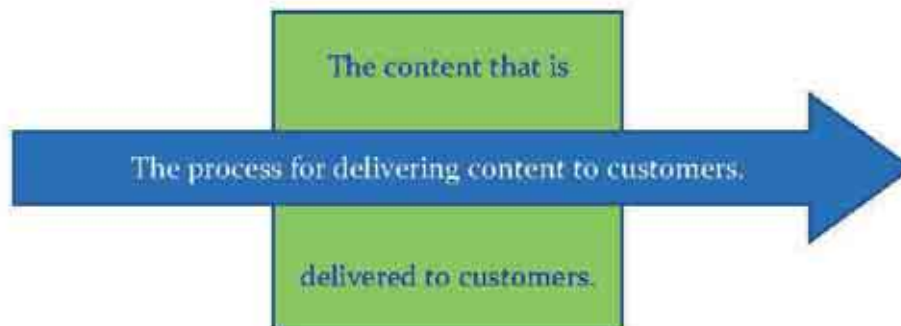 The content that is
The process for delivering content to customers.
delivered to customers.